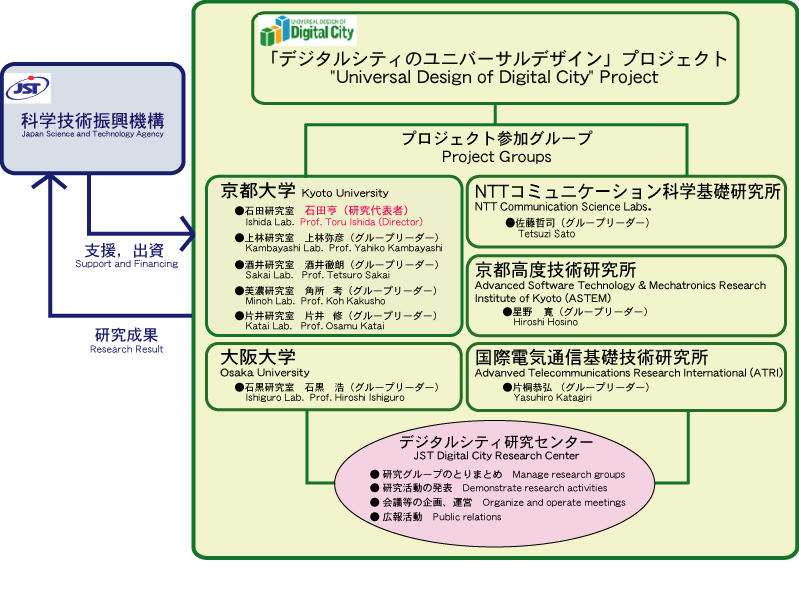 UNIVERSAL DESIGN OF
Digital City
「デジタルシティのユニバーサルデザイン」プロジェクト
"Universal Design of Digital City" Project
JST
科学技術振興機構
Japan Science and Technology Agency
支援，出資
Support and Financing
研究成果
Research Result
プロジェクト参加グループ
Project Groups
京都大学 Kyoto University
●石田研究室 石田亨（研究代表者）
Ishida Lab. Prof. Toru Ishida (Director)
●上林研究室 上林弥彦（グループリーダー）
Kambayashi Lab. Prof. Yahiko Kambayashi
●酒井研究室 酒井徹朗（グループリーダー）
Sakai Lab. Prof. Tetsuro Sakai
●美濃研究室 角所 考（グループリーダー）
Minoh Lab. Prof. Koh Kakusho
●片井研究室 片井 修（グループリーダー）
Katai Lab. Prof. Osamu Katai
大阪大学
Osaka University
●石黒研究室 石黒 浩（グループリーダー）
Ishiguro Lab. Prof. Hiroshi Ishiguro
NTTコミュニケーション科学基礎研究所
NTT Communication Science Labs.
●佐藤哲司（グループリーダー）
Tetsuzi Sato
京都高度技術研究所
Advanced Software Technology & Mechatronics Research
Institute of Kyoto (ASTEM)
●星野 寛（グループリーダー）
Hiroshi Hosino
国際電気通信基礎技術研究所
Advanved Telecommunications Research International (ATRI)
●片桐恭弘 （グループリーダー）
Yasuhiro Katagiri
デジタルシティ研究センター
JST Digital City Research Center
● 研究グループのとりまとめ Manage research groups
● 研究活動の発表 Demonstrate research activities
● 会議等の企画、運営 Organize and operate meetings
● 広報活動 Public relations